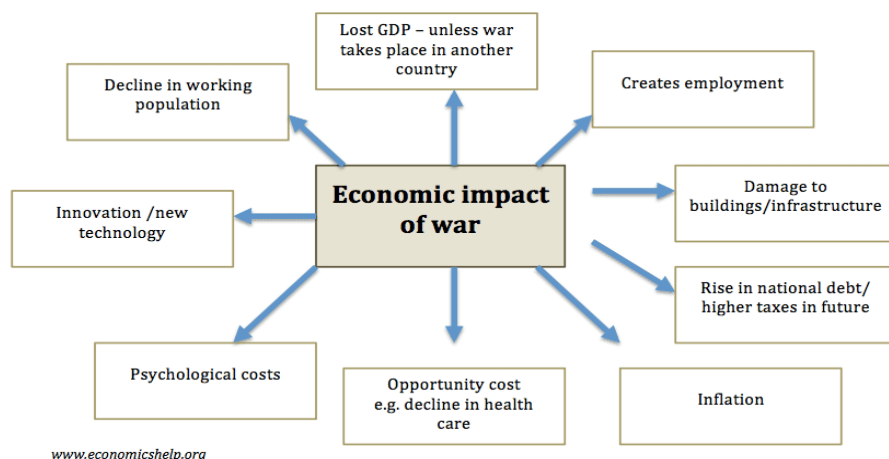 Lost GDP – unless war
takes place in another
country
Decline in working
population
Creates employment
Economic impact
of war
Innovation /new
technology
Damage to
buildings/infrastructure
Rise in national debt/
higher taxes in future
Psychological costs
Opportunity cost
e.g. decline in health
care
Inflation
www.economicshelp.org